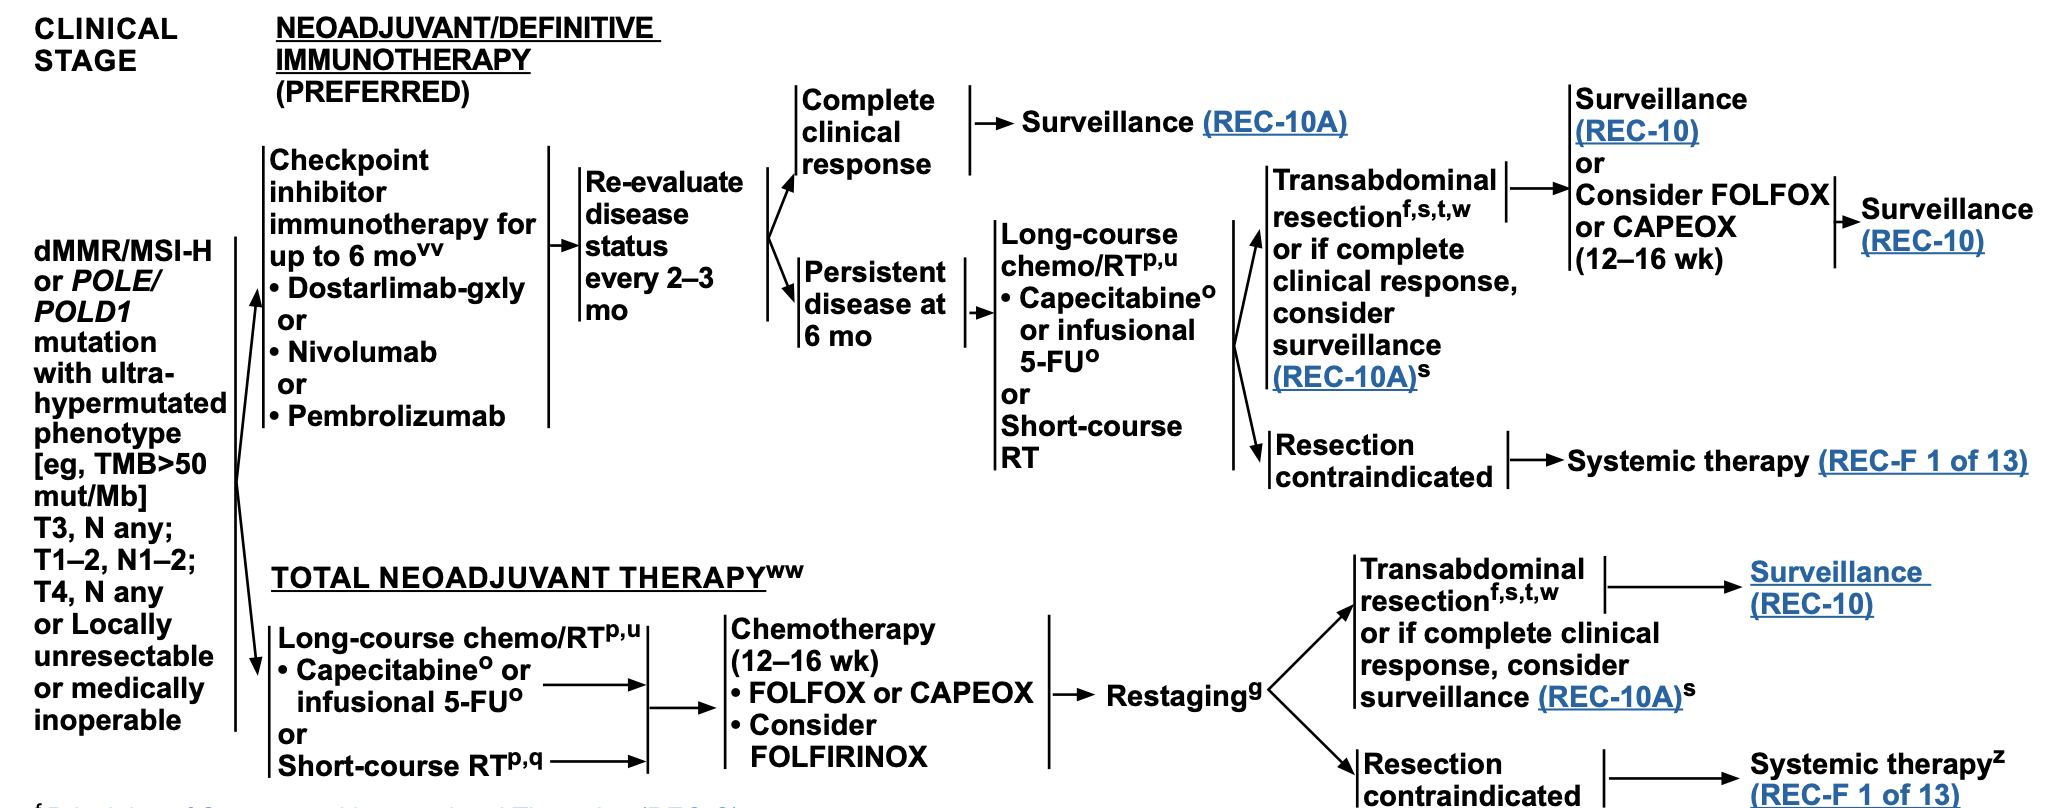 CLINICAL
STAGE
NEOADJUVANT/DEFINITIVE
IMMUNOTHERAPY
(PREFERRED)
dMMR/MSI-H
or POLE/
POLD1
mutation
with ultra-
hypermutated
phenotype
[eg, TMB>50
mut/Mb]
T3, N any;
T1–2, N1–2;
T4, N any
or Locally
unresectable
or medically
inoperable
Checkpoint
inhibitor
immunotherapy for
up to 6 movv
• Dostarlimab-gxly
or
• Nivolumab
or
• Pembrolizumab
Re-evaluate
disease
status
every 2–3
mo
Complete
clinical
response
Surveillance (REC-10A)
Persistent
disease at
6 mo
Long-course
chemo/RTp,u
• Capecitabineo
or infusional
5-FUo
or
Short-course
RT
Transabdominal
resectionf,s,t,w
or if complete
clinical response,
consider
surveillance
(REC-10A)s
Surveillance
(REC-10)
or
Consider FOLFOX
or CAPEOX
(12–16 wk)
Surveillance
(REC-10)
Resection
contraindicated
Systemic therapy (REC-F 1 of 13)
TOTAL NEOADJUVANT THERAPYww
Long-course chemo/RTp,u
• Capecitabineo or
infusional 5-FUo
or
Short-course RTp,q
Chemotherapy
(12–16 wk)
• FOLFOX or CAPEOX
• Consider
FOLFIRINOX
Restagingg
Transabdominal
resectionf,s,t,w
or if complete clinical
response, consider
surveillance (REC-10A)s
Surveillance
(REC-10)
Resection
contraindicated
Systemic therapyz
(REC-F 1 of 13)